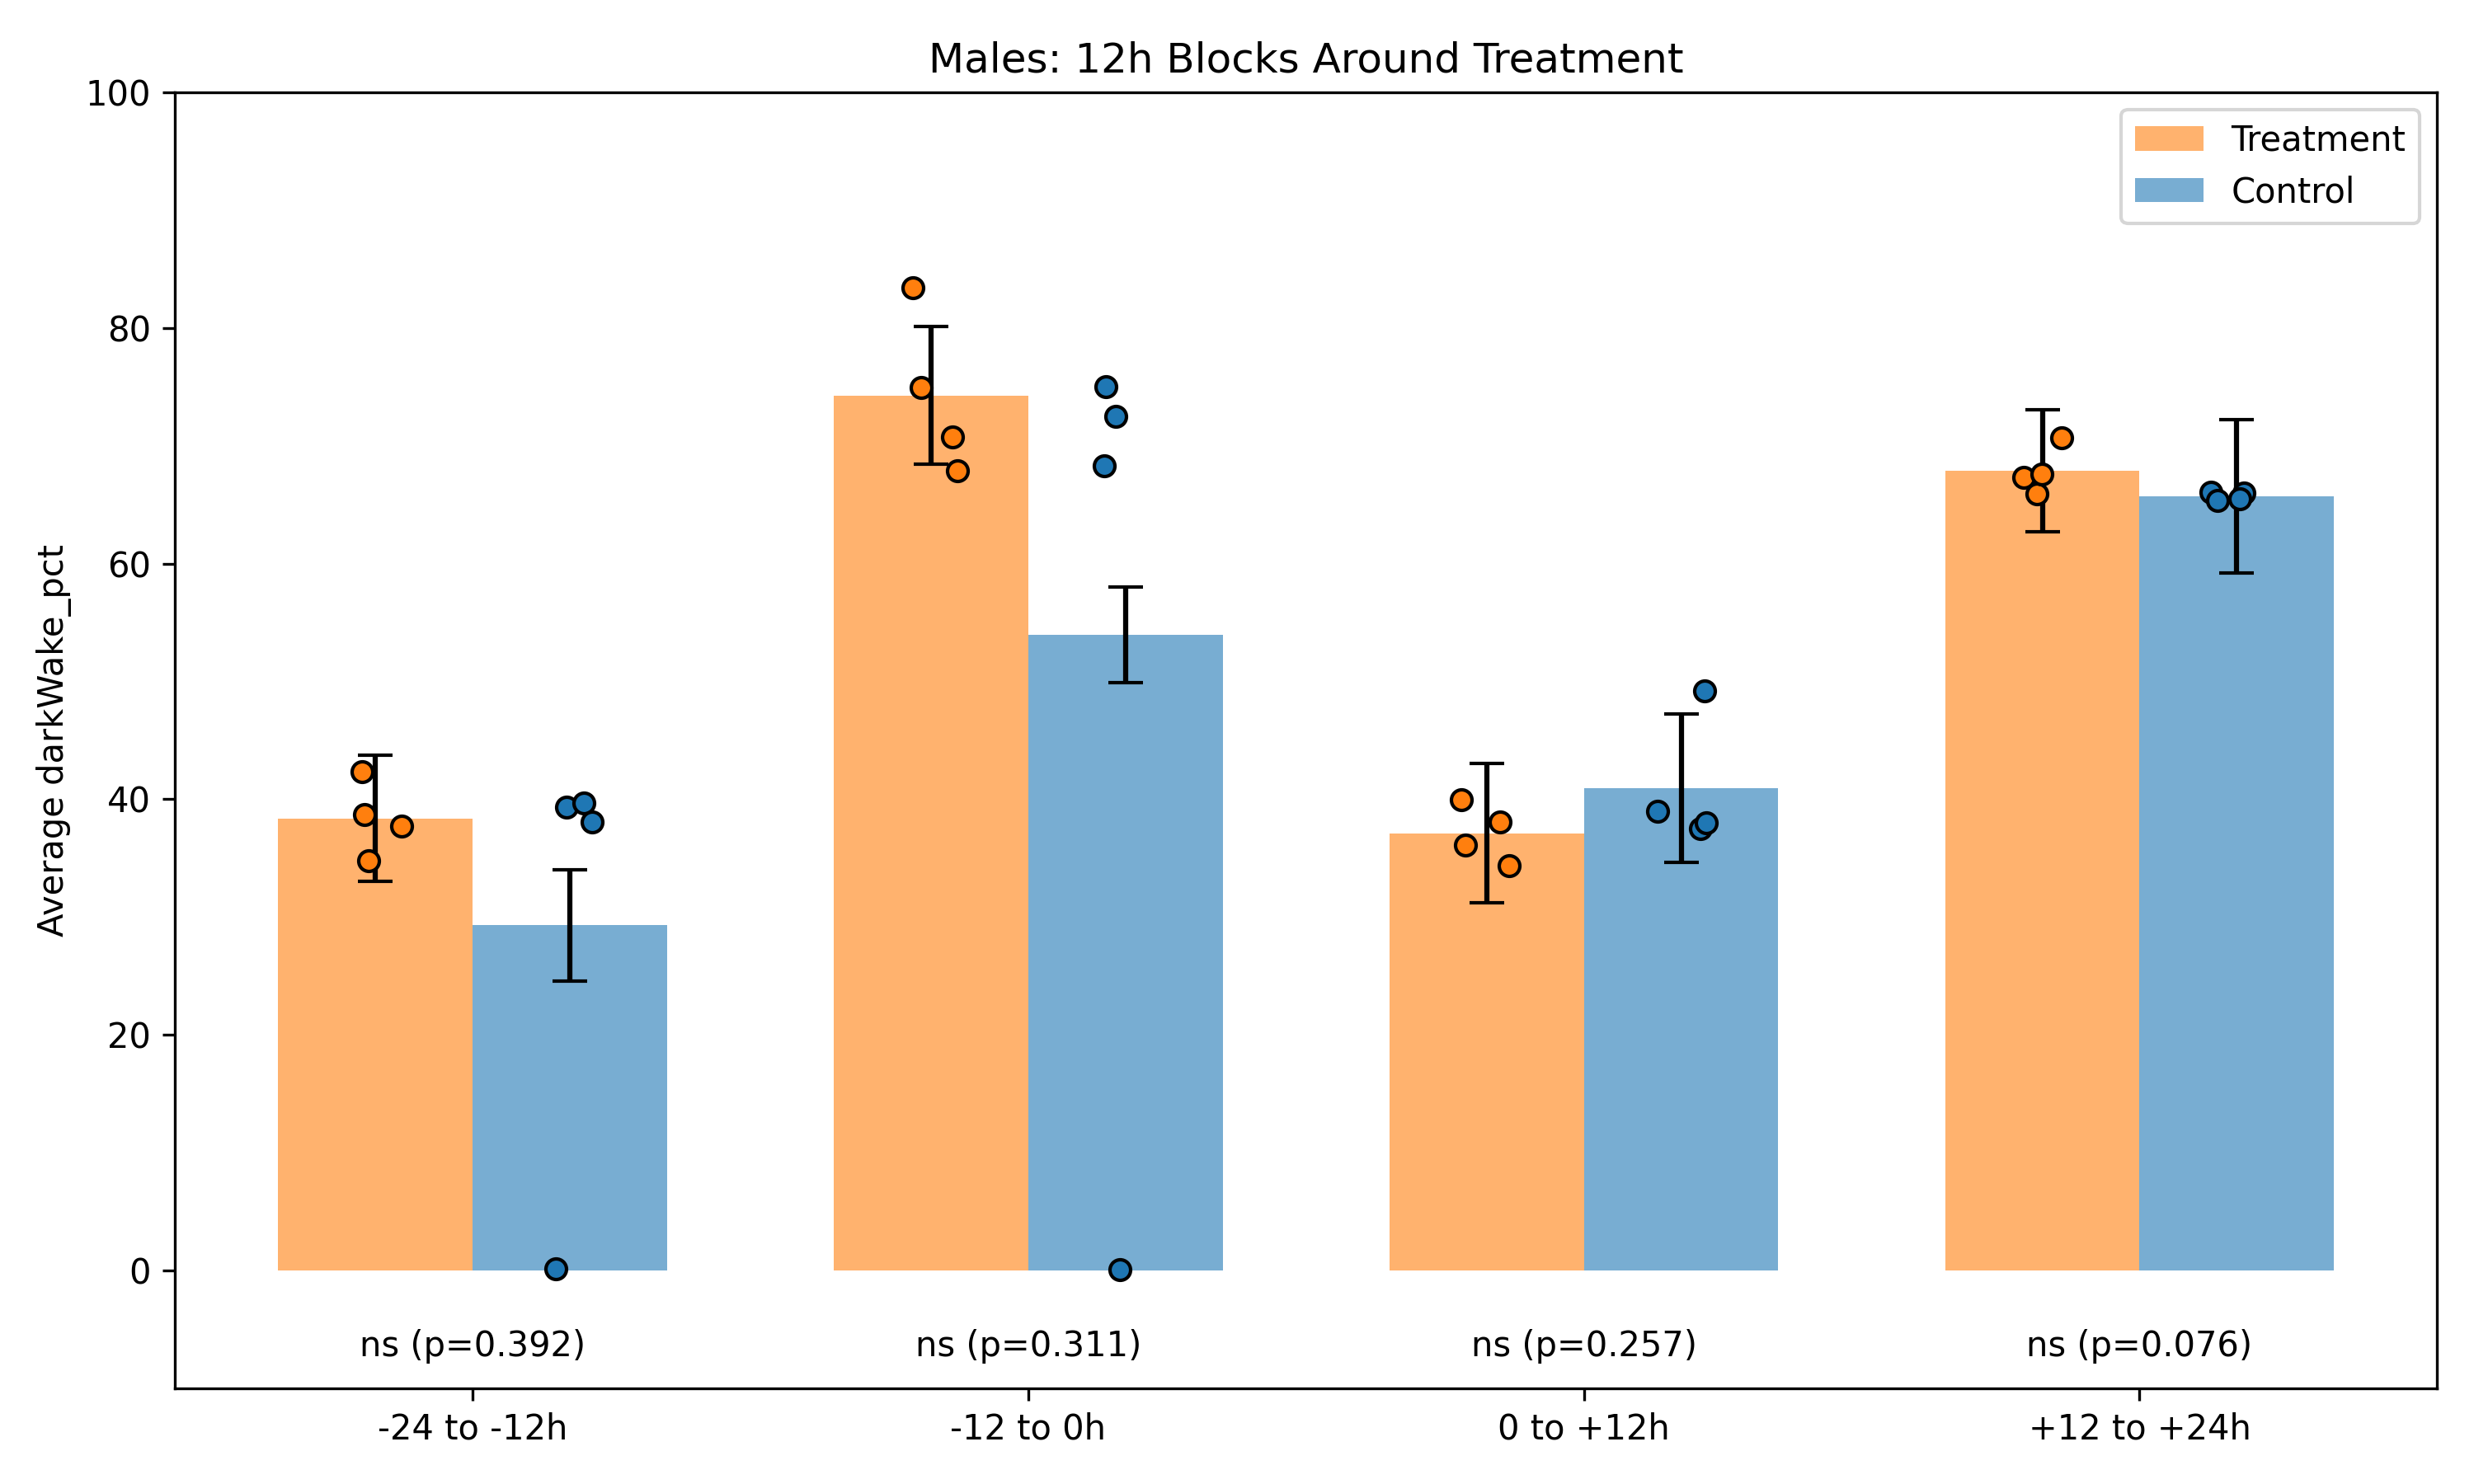 Males: 12h Blocks Around Treatment
Treatment
Control
Average darkWake_pct
100
80
60
40
20
0
ns (p=0.392)
ns (p=0.311)
ns (p=0.257)
ns (p=0.076)
-24 to -12h
-12 to 0h
0 to +12h
+12 to +24h